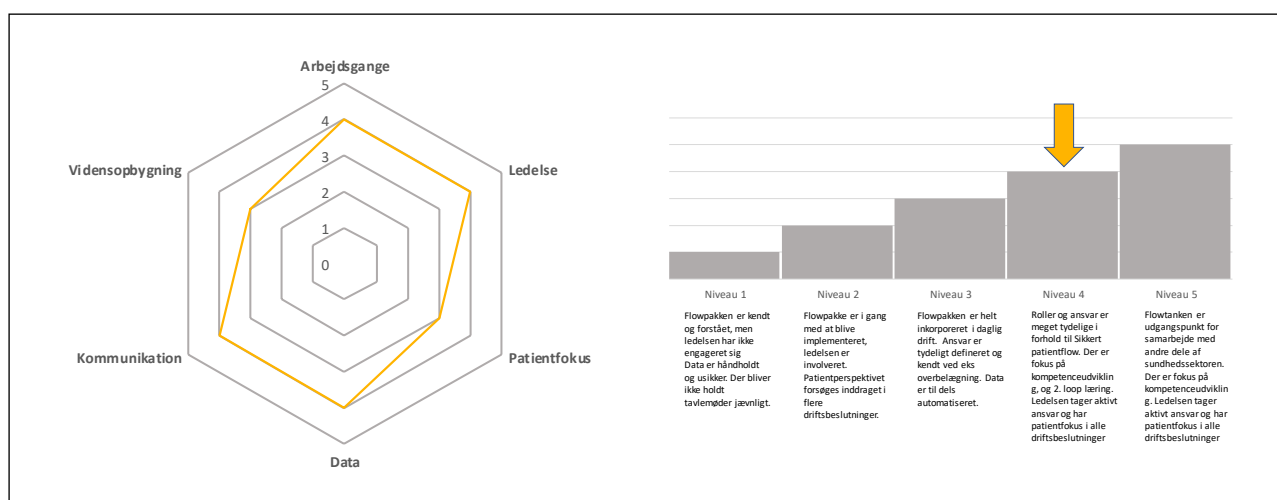 Arbejdsgange
5
4
3
2
1
0
Vidensopbygning
Ledelse
Kommunikation
Patientfokus
Data
Niveau 1
Flowpakken er kendt
og forstået, men
ledelsen har ikke
engageret sig
Data er håndholdt
og usikker. Der bliver
ikke holdt
tavlemøder jævnligt.
Niveau 2
Flowpakke er i gang
med at blive
implementeret,
ledelsen er
involveret.
Patientperspektivet
forsøges inddraget i
flere
driftsbeslutninger.
Niveau 3
Flowpakken er helt
inkorporeret i daglig
drift. Ansvar er
tydeligt defineret og
kendt ved eks
overbelægning. Data
er til dels
automatiseret.
Niveau 4
Roller og ansvar er
meget tydelige i
forhold til Sikkert
patientflow. Der er
fokus på
kompetenceudviklin
g, og 2. loop læring.
Ledelsen tager aktivt
ansvar og har
patientfokus i alle
driftsbeslutninger
Niveau 5
Flowtanken er
udgangspunkt for
samarbejde med
andre dele af
sundhedssektoren.
Der er fokus på
kompetenceudviklin
g. Ledelsen tager
aktivt ansvar og har
patientfokus i alle
driftsbeslutninger